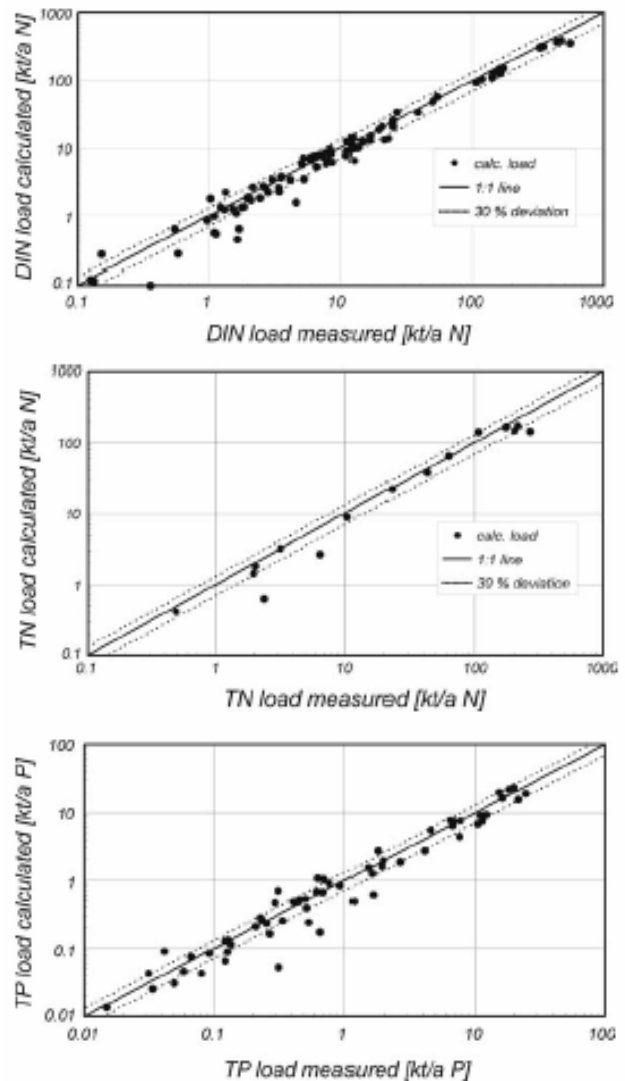 1000
100
10
1
0.1
DIN load calculated [kt/a N]
calc. load
1:1 line
30 % deviation
0.1 1 10 100 1000
DIN load measured [kt/a N]
1000
100
10
1
0.1
TN load calculated [kt/a N]
calc. load
1:1 line
30 % deviation
0.1 1 10 100 1000
TN load measured [kt/a N]
100
10
1
0.1
0.01
TP load calculated [kt/a P]
0.01 0.1 1 10 100
TP load measured [kt/a P]